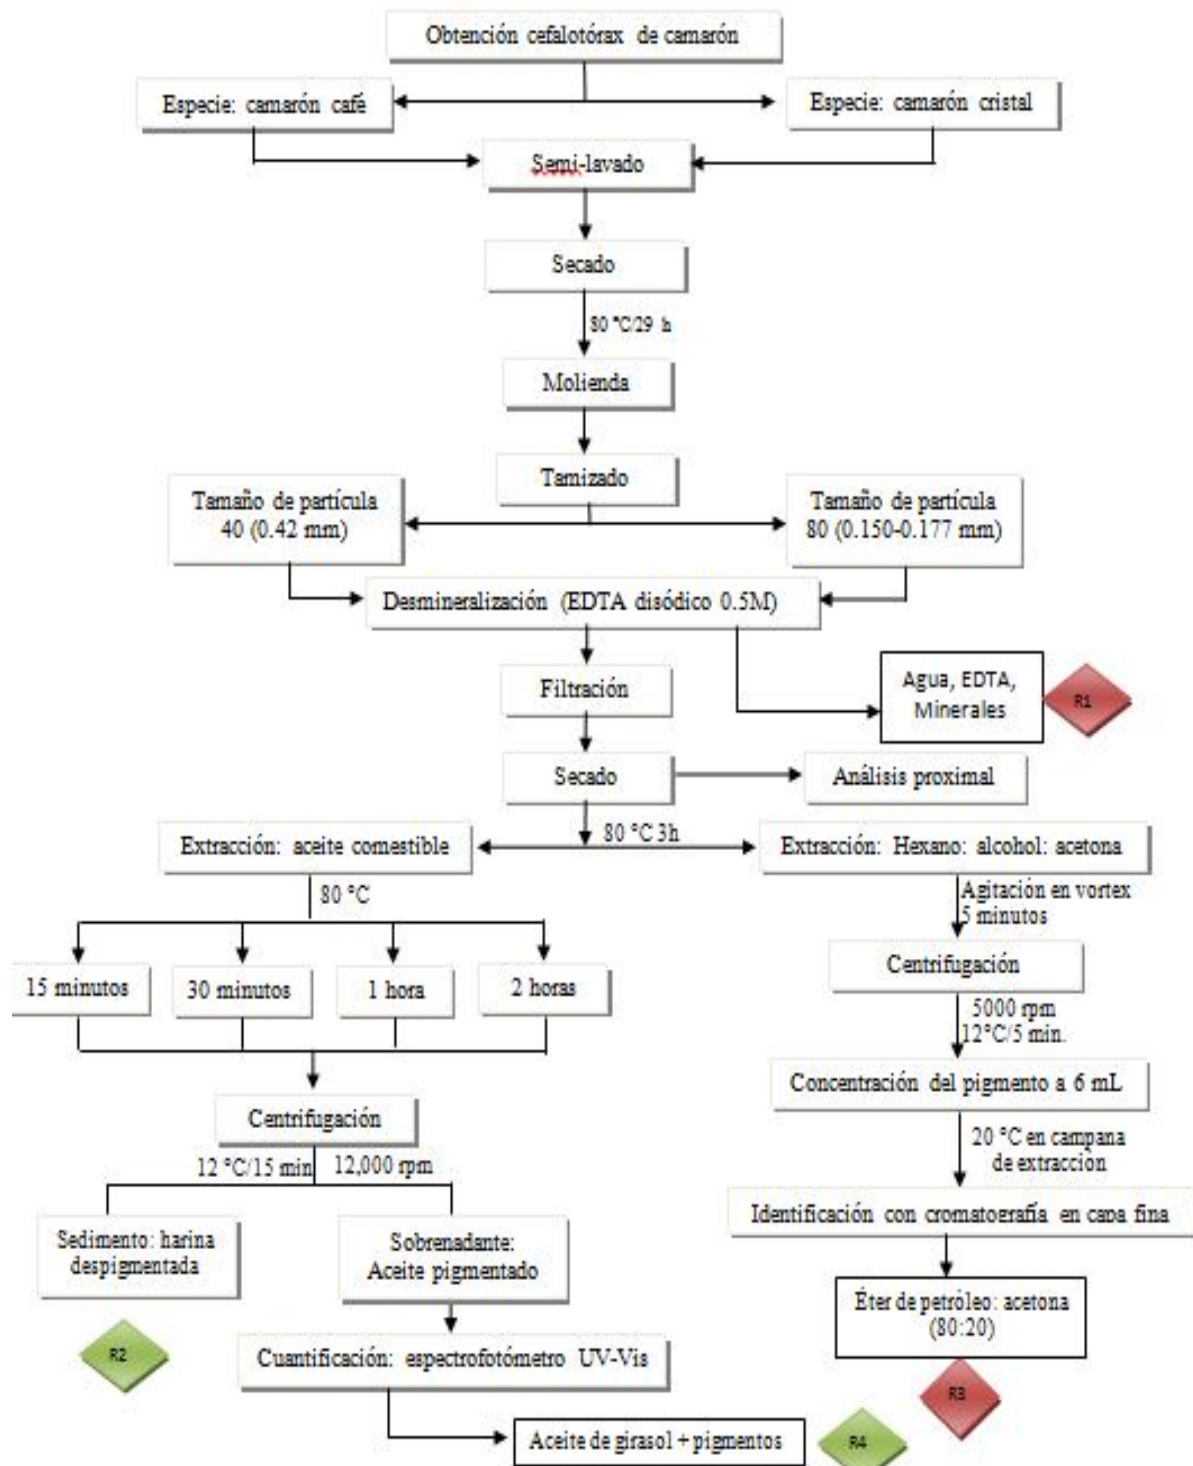 Obtención cefalotórax de camarón
Especie: camarón café
Especie: camarón cristal
Semi-lavado
Secado
80 °C/29 h
Molienda
Tamizado
Tamaño de partícula
40 (0.42 mm)
Tamaño de partícula
80 (0.150-0.177 mm)
Desmineralización (EDTA disódico 0.5M)
Filtración
Agua, EDTA,
Minerales
R1
Secado
Análisis proximal
80 °C 3h
Extracción: aceite comestible
Extracción: Hexano: alcohol: acetona
80 °C
Agitación en vortex
5 minutos
15 minutos
30 minutos
1 hora
2 horas
Centrifugación
5000 rpm
12°C/5 min.
Concentración del pigmento a 6 mL
Centrifugación
12 °C/15 min
12,000 rpm
20 °C en campana
de extracción
Sedimento: harina
despigmentada
Sobrenadante:
Aceite pigmentado
Identificación con cromatografía en capa fina
Éter de petróleo: acetona
(80:20)
R2
Cuantificación: espectrofotómetro UV-Vis
R3
Aceite de girasol + pigmentos
R4